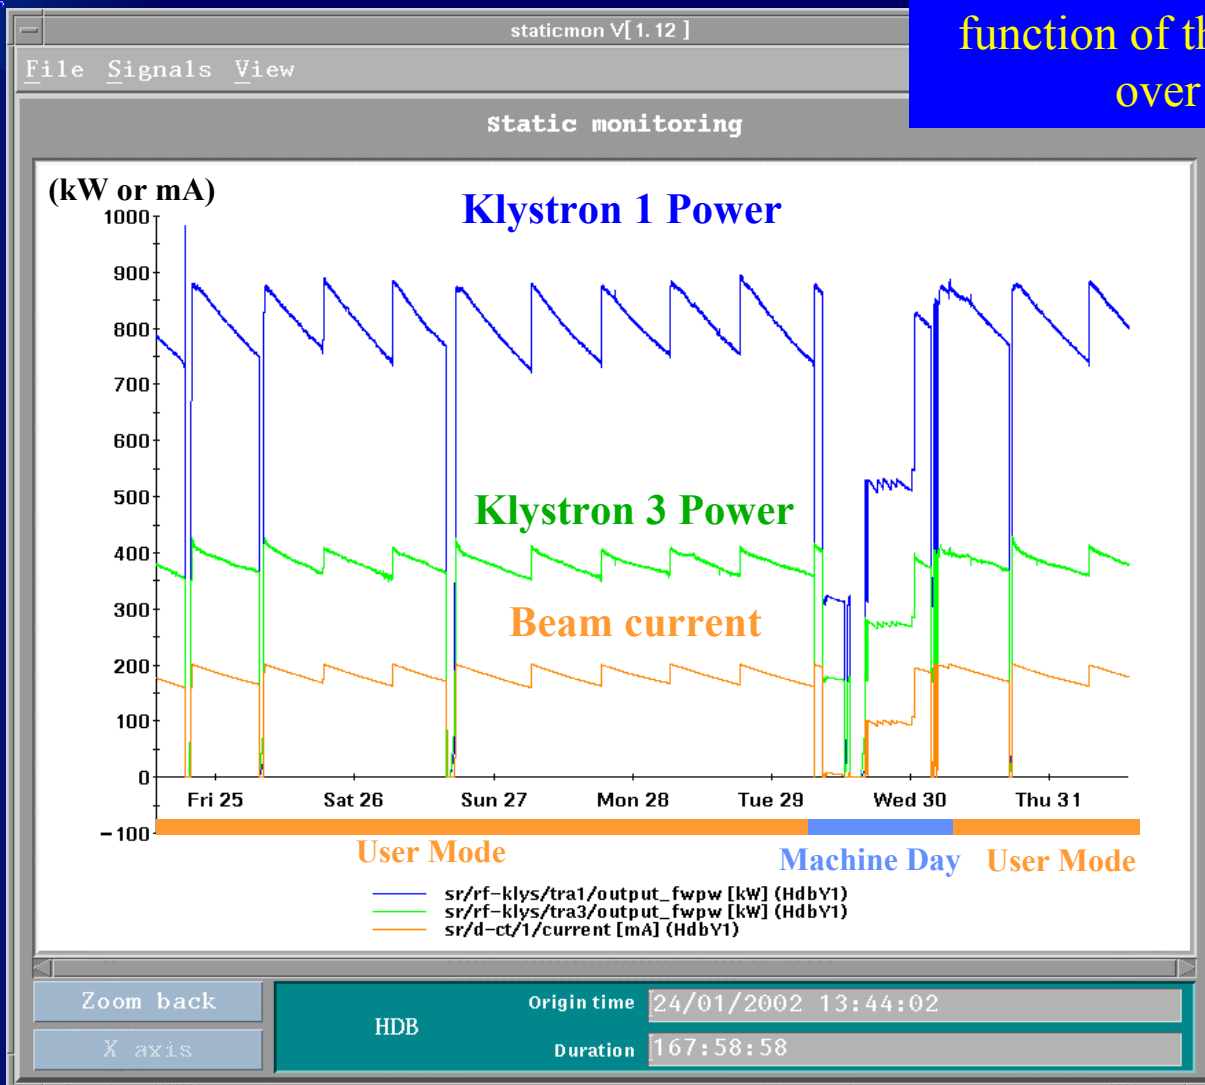 staticmon V[1.12]
function of th
over
File Signals View
Static monitoring
(kW or mA)
Klystron 1 Power
1000
900
800
700
600
500
400
300
200
100
0
-100
Klystron 3 Power
Beam current
Fri 25 Sat 26 Sun 27 Mon 28 Tue 29 Wed 30 Thu 31
User Mode Machine Day User Mode
sr/rf-klys/tra1/output_fwpw [kW] (HdbY1)
sr/rf-klys/tra3/output_fwpw [kW] (HdbY1)
sr/d-ct/1/current [mA] (HdbY1)
Zoom back
X axis
HDB
Origin time 24/01/2002 13:44:02
Duration 167:58:58